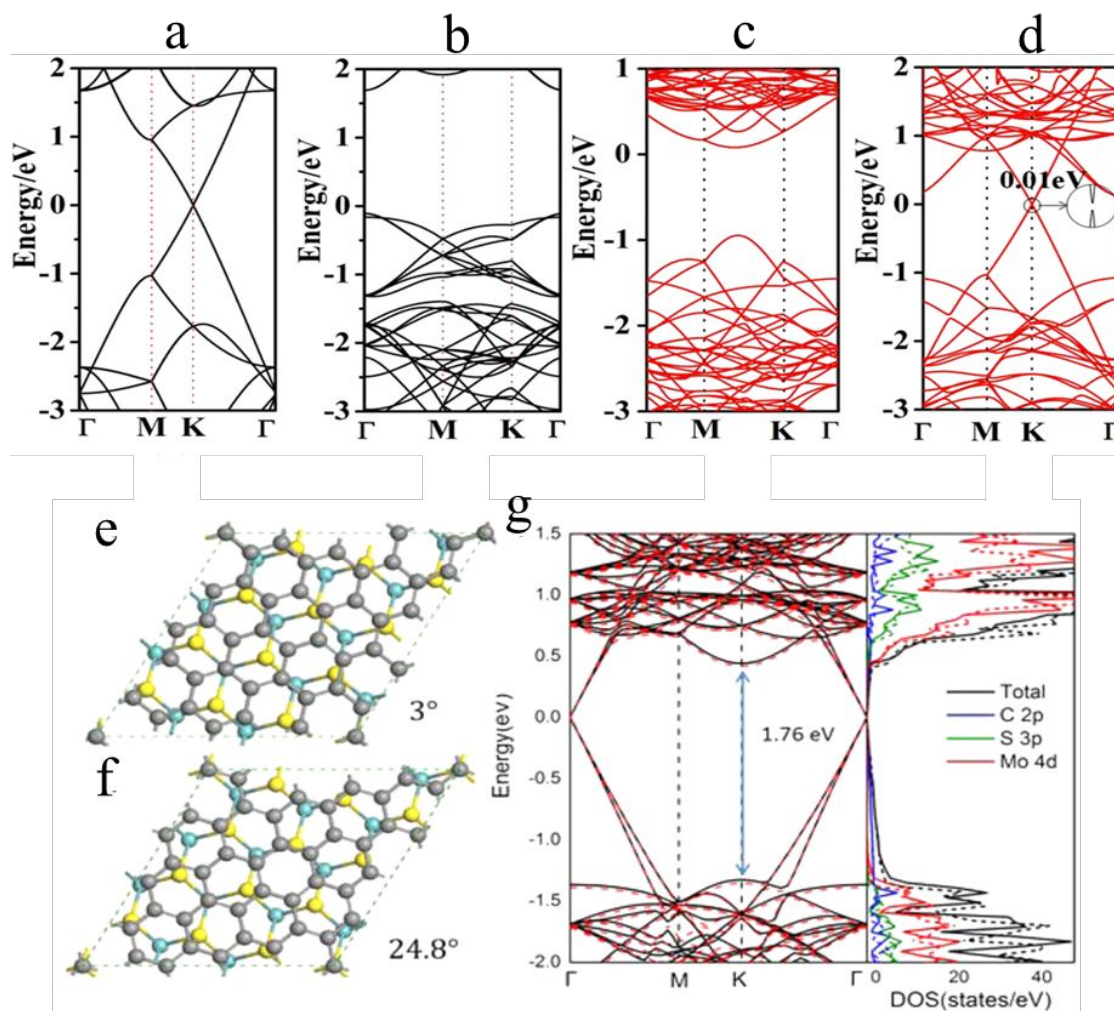 a b c d
2 2 1 2
1 1 0 1
0.01eV
0 0 -1 0
-1 -1 -2 -1
-2 -2 -2
-3 -3 -3 -3
Energy/eV Energy/eV Energy/eV Energy/eV
Γ M K Γ Γ M K Γ Γ M K Γ Γ M K Γ
e
3°
f
24.8°
g
1.5
1.0
0.5
0.0
-0.5
-1.0
-1.5
-2.0
Energy(eV)
1.76 eV
Γ M K Γ
Total
C 2p
S 3p
Mo 4d
0 20 40
DOS(states/eV)